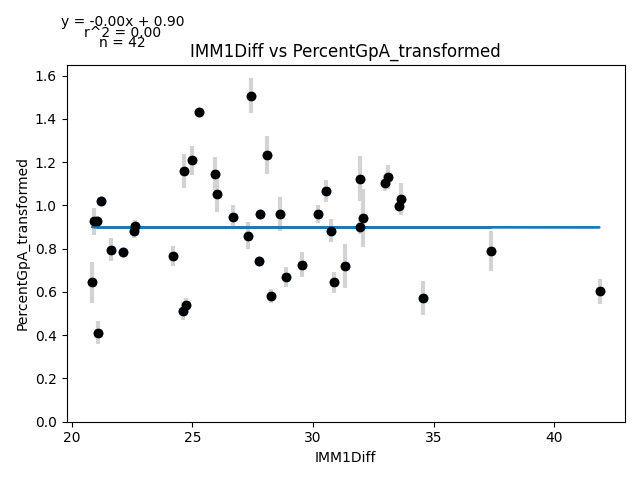 y = -0.00x + 0.90
r^2 = 0.00
n = 42
IMM1Diff vs PercentGpA_transformed
PercentGpA_transformed
1.6
1.4
1.2
1.0
0.8
0.6
0.4
0.2
0.0
20
25
30
35
40
IMM1Diff